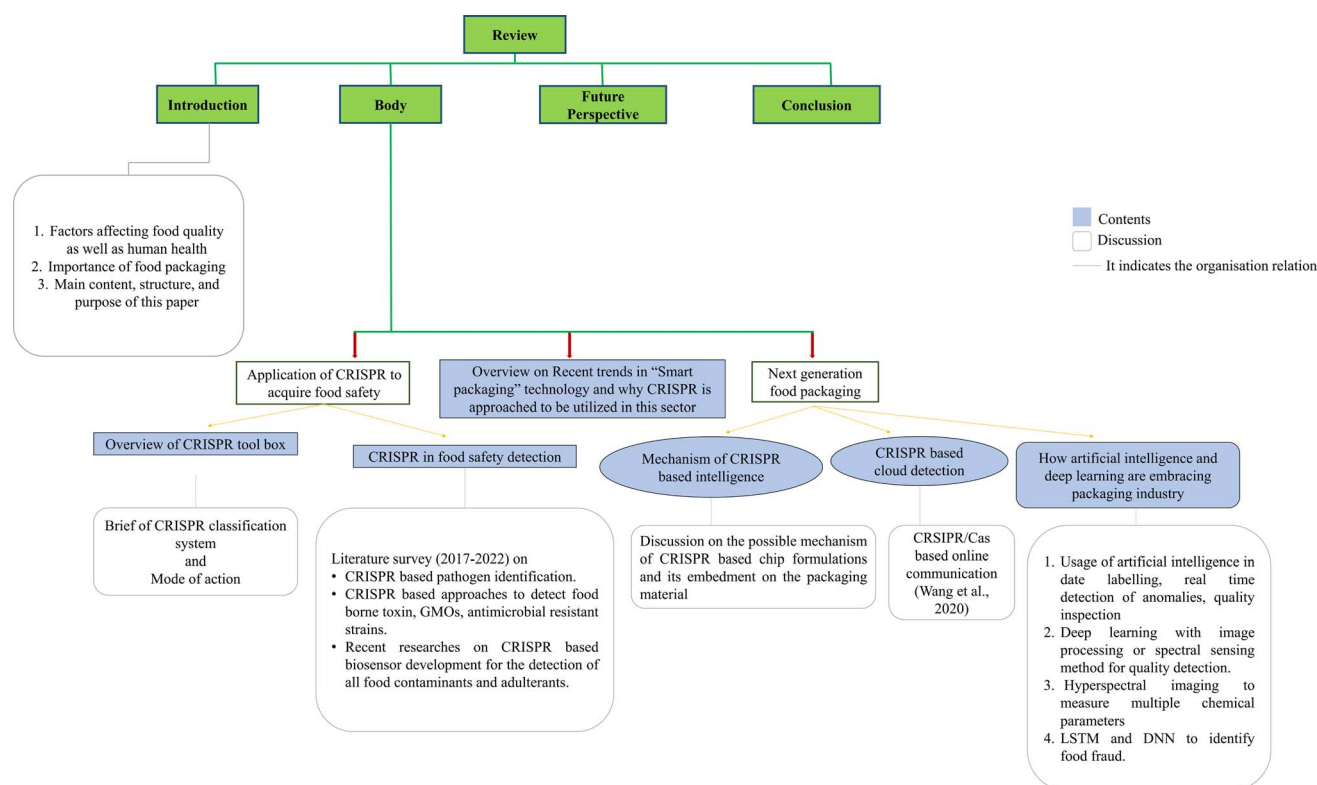 Review
Introduction
Body
Future
Perspective
Conclusion
1. Factors affecting food quality
as well as human health
2. Importance of food packaging
3. Main content, structure, and
purpose of this paper
Contents
Discussion
It indicates the organisation relation
Application of CRISPR to
acquire food safety
Overview on Recent trends in “Smart
packaging” technology and why CRISPR is
approached to be utilized in this sector
Next generation
food packaging
Overview of CRISPR tool box
CRISPR in food safety detection
Mechanism of CRISPR
based intelligence
CRISPR based
cloud detection
How artificial intelligence and
deep learning are embracing
packaging industry
Brief of CRISPR classification
system
and
Mode of action
Literature survey (2017-2022) on
• CRISPR based pathogen identification.
• CRISPR based approaches to detect food
borne toxin, GMOs, antimicrobial resistant
strains.
• Recent researches on CRISPR based
biosensor development for the detection of
all food contaminants and adulterants.
Discussion on the possible mechanism
of CRISPR based chip formulations
and its embedment on the packaging
material
CRSIPR/Cas
based online
communication
(Wang et al.,
2020)
1. Usage of artificial intelligence in
date labelling, real time
detection of anomalies, quality
inspection
2. Deep learning with image
processing or spectral sensing
method for quality detection.
3. Hyperspectral imaging to
measure multiple chemical
parameters
4. LSTM and DNN to identify
food fraud.